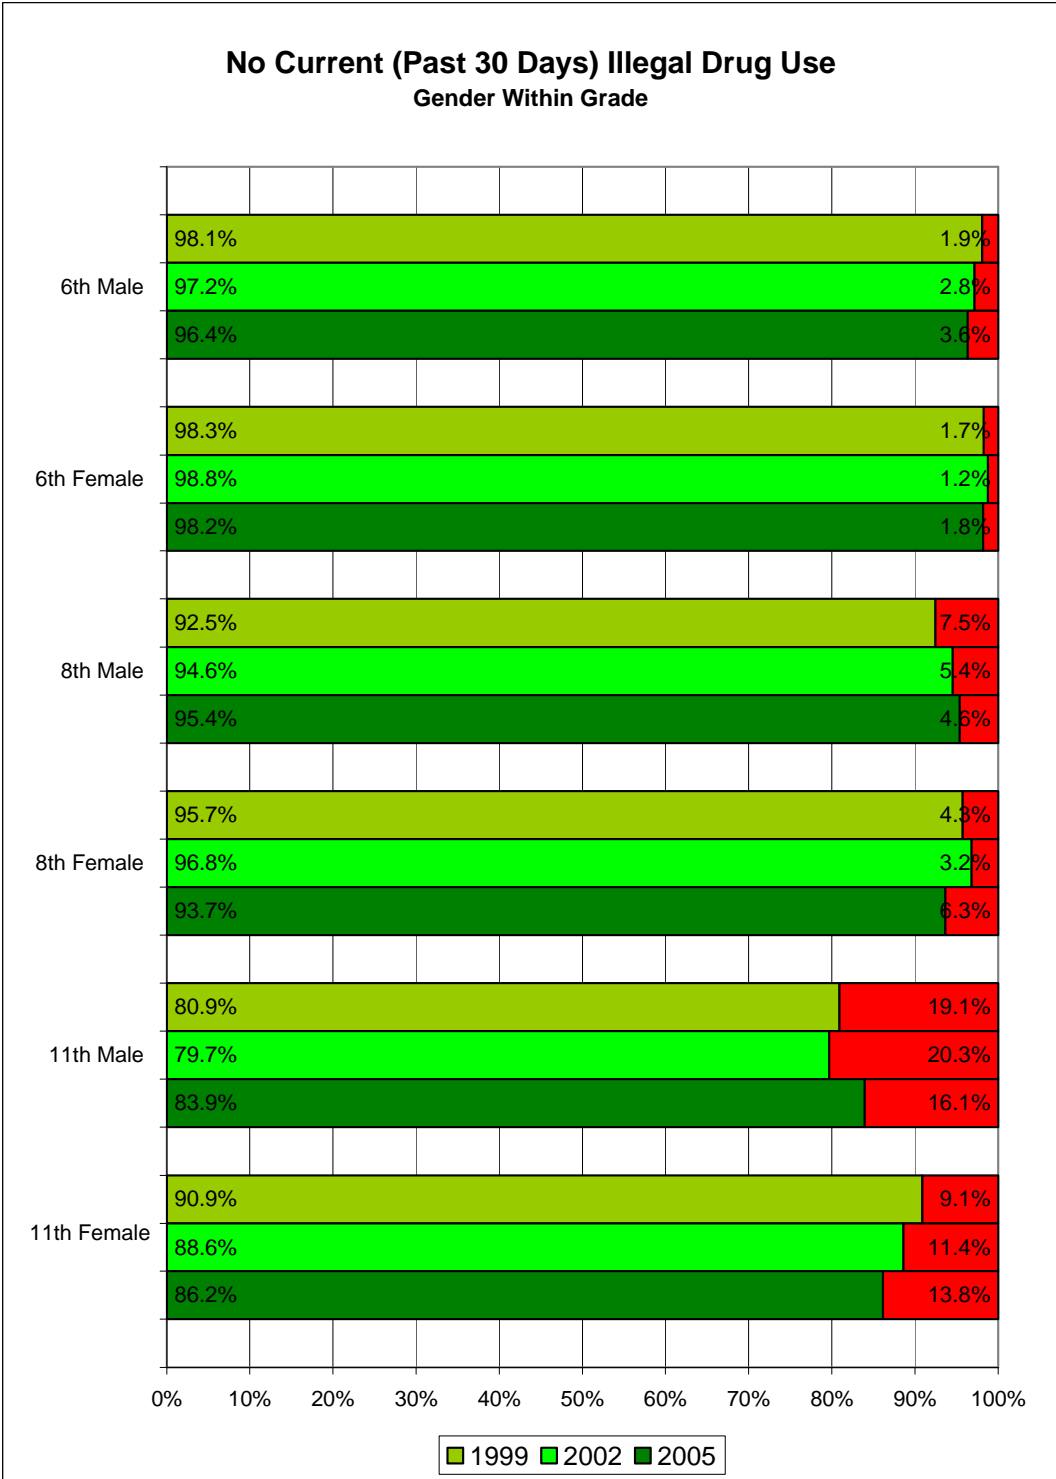 No Current (Past 30 Days) Illegal Drug Use
Gender Within Grade
98.1% 1.9%
6th Male 97.2% 2.8%
96.4% 3.6%
98.3% 1.7%
6th Female 98.8% 1.2%
98.2% 1.8%
92.5% 7.5%
8th Male 94.6% 5.4%
95.4% 4.6%
95.7% 4.3%
8th Female 96.8% 3.2%
93.7% 6.3%
80.9% 19.1%
11th Male 79.7% 20.3%
83.9% 16.1%
90.9% 9.1%
11th Female 88.6% 11.4%
86.2% 13.8%
0% 10% 20% 30% 40% 50% 60% 70% 80% 90% 100%
1999 2002 2005